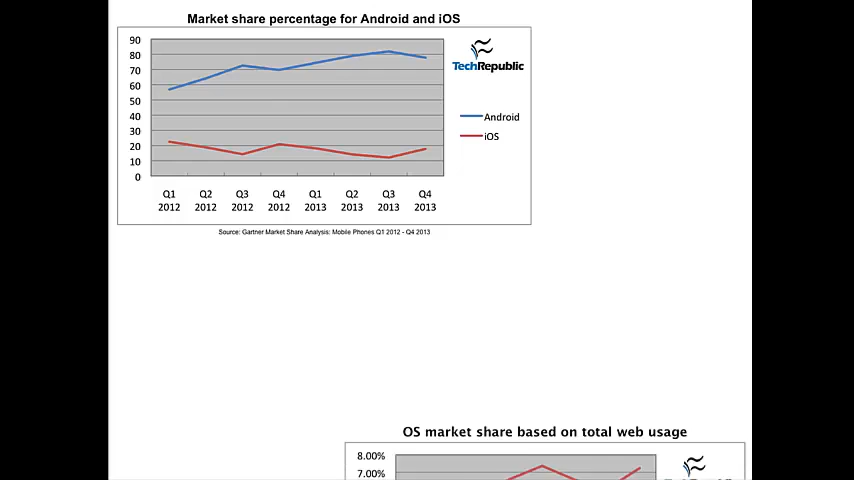 Market share percentage for Android and iOS
90
80
70
60
50
40
30
20
10
0
TechRepublic
Android
iOS
Q1 Q2 Q3 Q4 Q1 Q2 Q3 Q4
2012 2012 2012 2012 2013 2013 2013 2013
Source: Gartner Market Share Analysis: Mobile Phones Q1 2012 - Q4 2013
OS market share based on total web usage
8.00%
7.00%